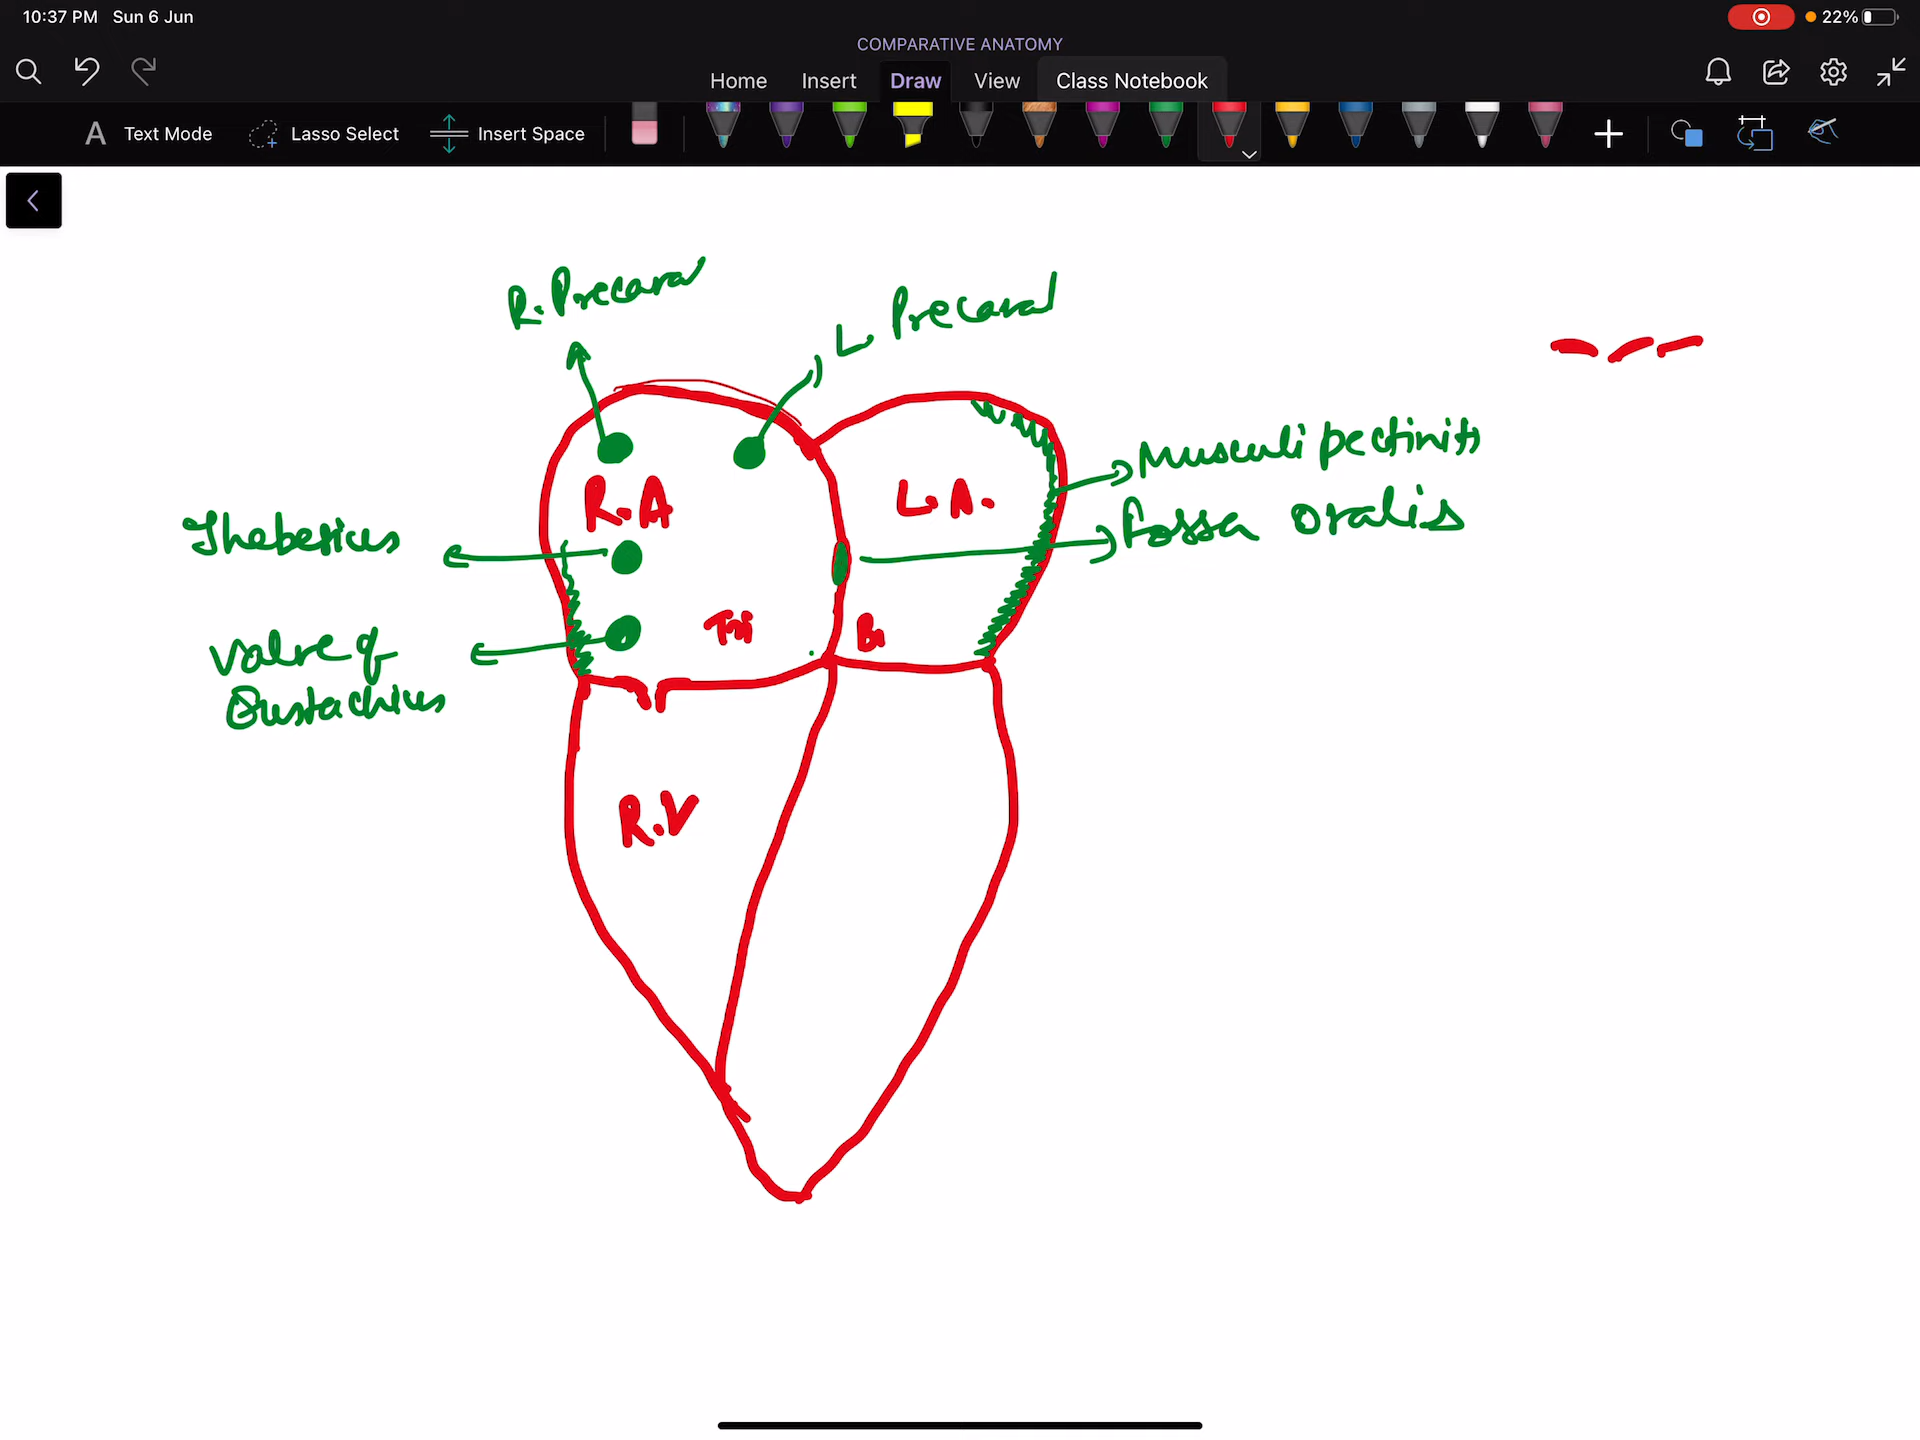 10:37 PM Sun 6 Jun
22%
COMPARATIVE ANATOMY
Home Insert Draw View Class Notebook
A Text Mode Lasso Select Insert Space
R. Precaval
L. Precaval
Musculi pectiniti
R.A
L.A.
Fossa ovalis
Thebesius
Tri
Bi
Valve of
Eustachius
R.V